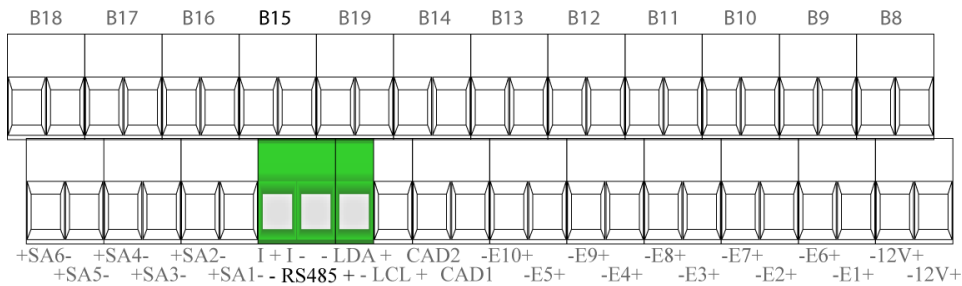 B18 B17 B16 B15 B19 B14 B13 B12 B11 B10 B9 B8
+SA6- +SA4- +SA2- I + I - - LDA + CAD2 -E10+ -E9+ -E8+ -E7+ -E6+ -12V+
+SA5- +SA3- +SA1- - RS485 + - LCL + CAD1 -E5+ -E4+ -E3+ -E2+ -E1+ -12V+